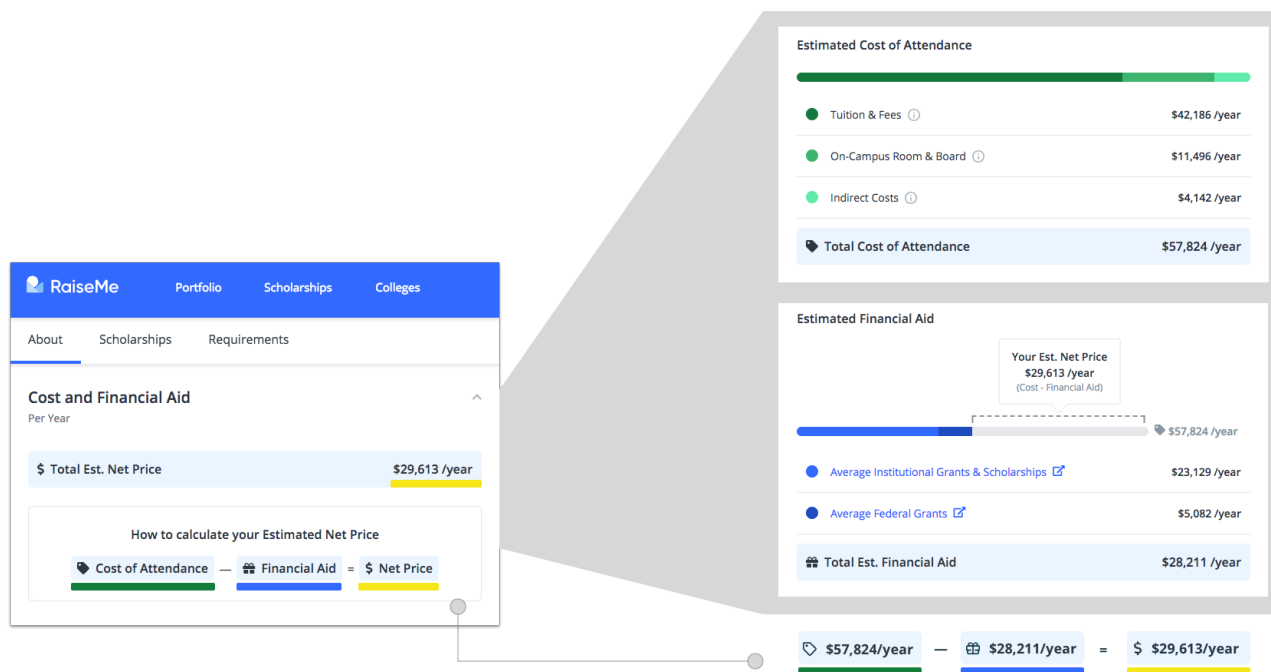 RaiseMe Portfolio Scholarships Colleges
About Scholarships Requirements
Cost and Financial Aid
Per Year
$ Total Est. Net Price $29,613 /year
How to calculate your Estimated Net Price
Cost of Attendance — Financial Aid = $ Net Price
Estimated Cost of Attendance
Tuition & Fees $42,186 /year
On-Campus Room & Board $11,496 /year
Indirect Costs $4,142 /year
Total Cost of Attendance $57,824 /year
Estimated Financial Aid
Your Est. Net Price
$29,613 /year
(Cost - Financial Aid)
$57,824 /year
Average Institutional Grants & Scholarships $23,129 /year
Average Federal Grants $5,082 /year
Total Est. Financial Aid $28,211 /year
$57,824/year — $28,211/year = $ $29,613/year